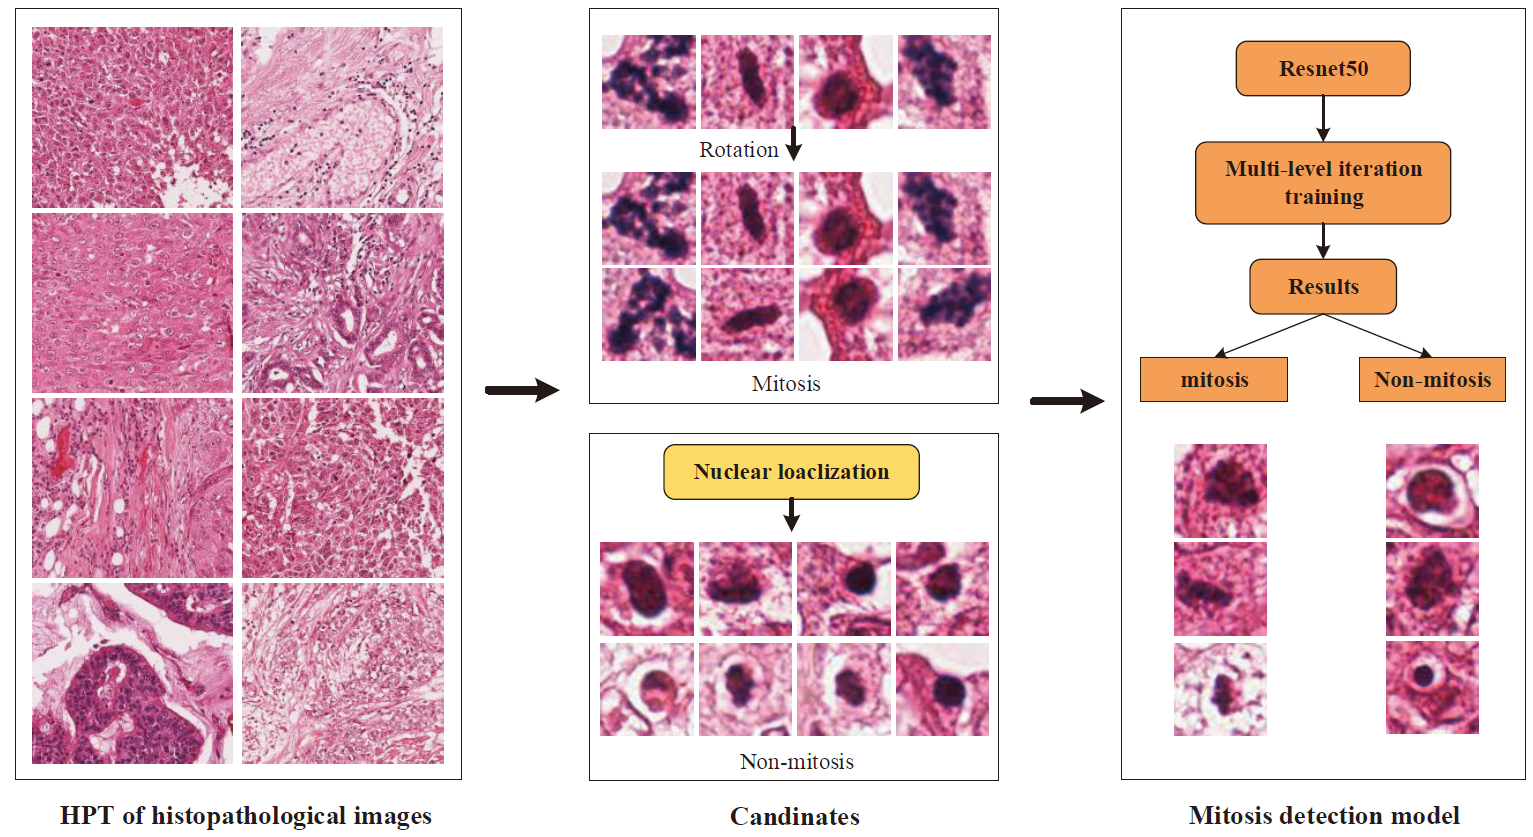 Rotation
Mitosis
Nuclear loaclization
Non-mitosis
Resnet50
Multi-level iteration
training
Results
mitosis
Non-mitosis
HPT of histopathological images
Candinates
Mitosis detection model